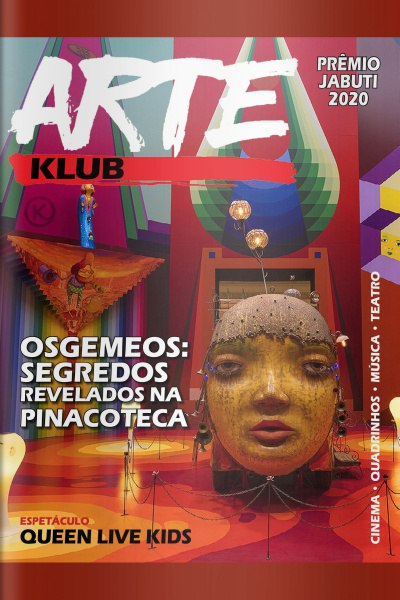 ARTE
KLUB
PRÊMIO
JABUTI
2020
K
OSGEMEOS:
SEGREDOS
REVELADOS NA
PINACOTECA
CINEMA • QUADRINHOS • MÚSICA • TEATRO
ESPETÁCULO
QUEEN LIVE KIDS